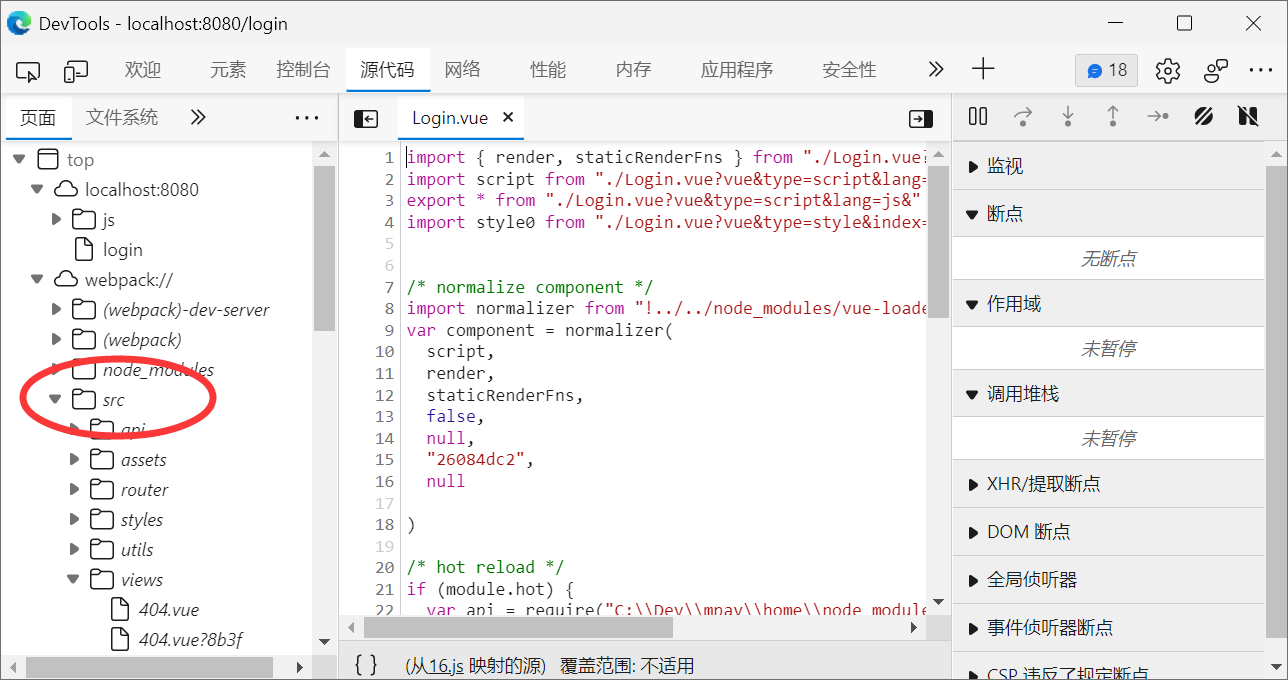 DevTools - localhost:8080/login
欢迎 元素 控制台 源代码 网络 性能 内存 应用程序 安全性 18
页面 文件系统
top
localhost:8080
js
login
webpack://
(webpack)-dev-server
(webpack)
node_modules
src
api
assets
router
styles
utils
views
404.vue
404.vue?8b3f
Login.vue
1 import { render, staticRenderFns } from "./Login.vue?
2 import script from "./Login.vue?vue&type=script&lang=
3 export * from "./Login.vue?vue&type=script&lang=js&"
4 import style0 from "./Login.vue?vue&type=style&index=
5
6
7 /* normalize component */
8 import normalizer from "!../../node_modules/vue-loade
9 var component = normalizer(
10 script,
11 render,
12 staticRenderFns,
13 false,
14 null,
15 "26084dc2",
16 null
17
18 )
19
20 /* hot reload */
21 if (module.hot) {
22 var api = require("C:\\Dev\\mpay\\home\\node_module
{ } (从16.js 映射的源) 覆盖范围: 不适用
监视
断点
无断点
作用域
未暂停
调用堆栈
未暂停
XHR/提取断点
DOM 断点
全局侦听器
事件侦听器断点
CSP 违反了规定断点